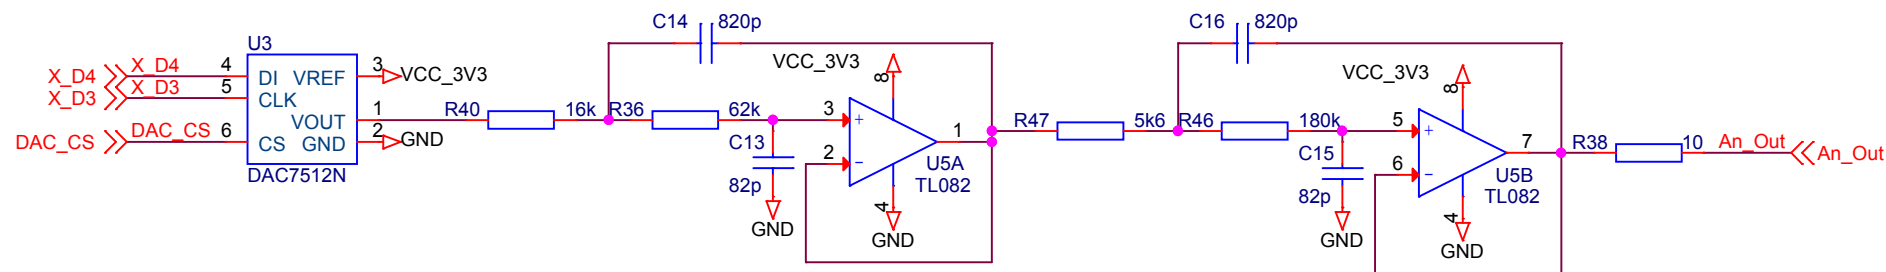 C14 820p
C16 820p
U3
VCC_3V3
VCC_3V3
X_D4 X_D4 4 DI VREF 3 VCC_3V3
X_D3 X_D3 5 CLK
8
8
VOUT 1 R40 16k R36 62k 3 + 1 R47 5k6 R46 180k 5 + 7 R38 10 An_Out An_Out
DAC_CS DAC_CS 6 CS GND 2 GND
C13 2 -
C15 6 -
DAC7512N
82p
U5A
TL082
82p
U5B
TL082
4
4
GND
GND
GND
GND